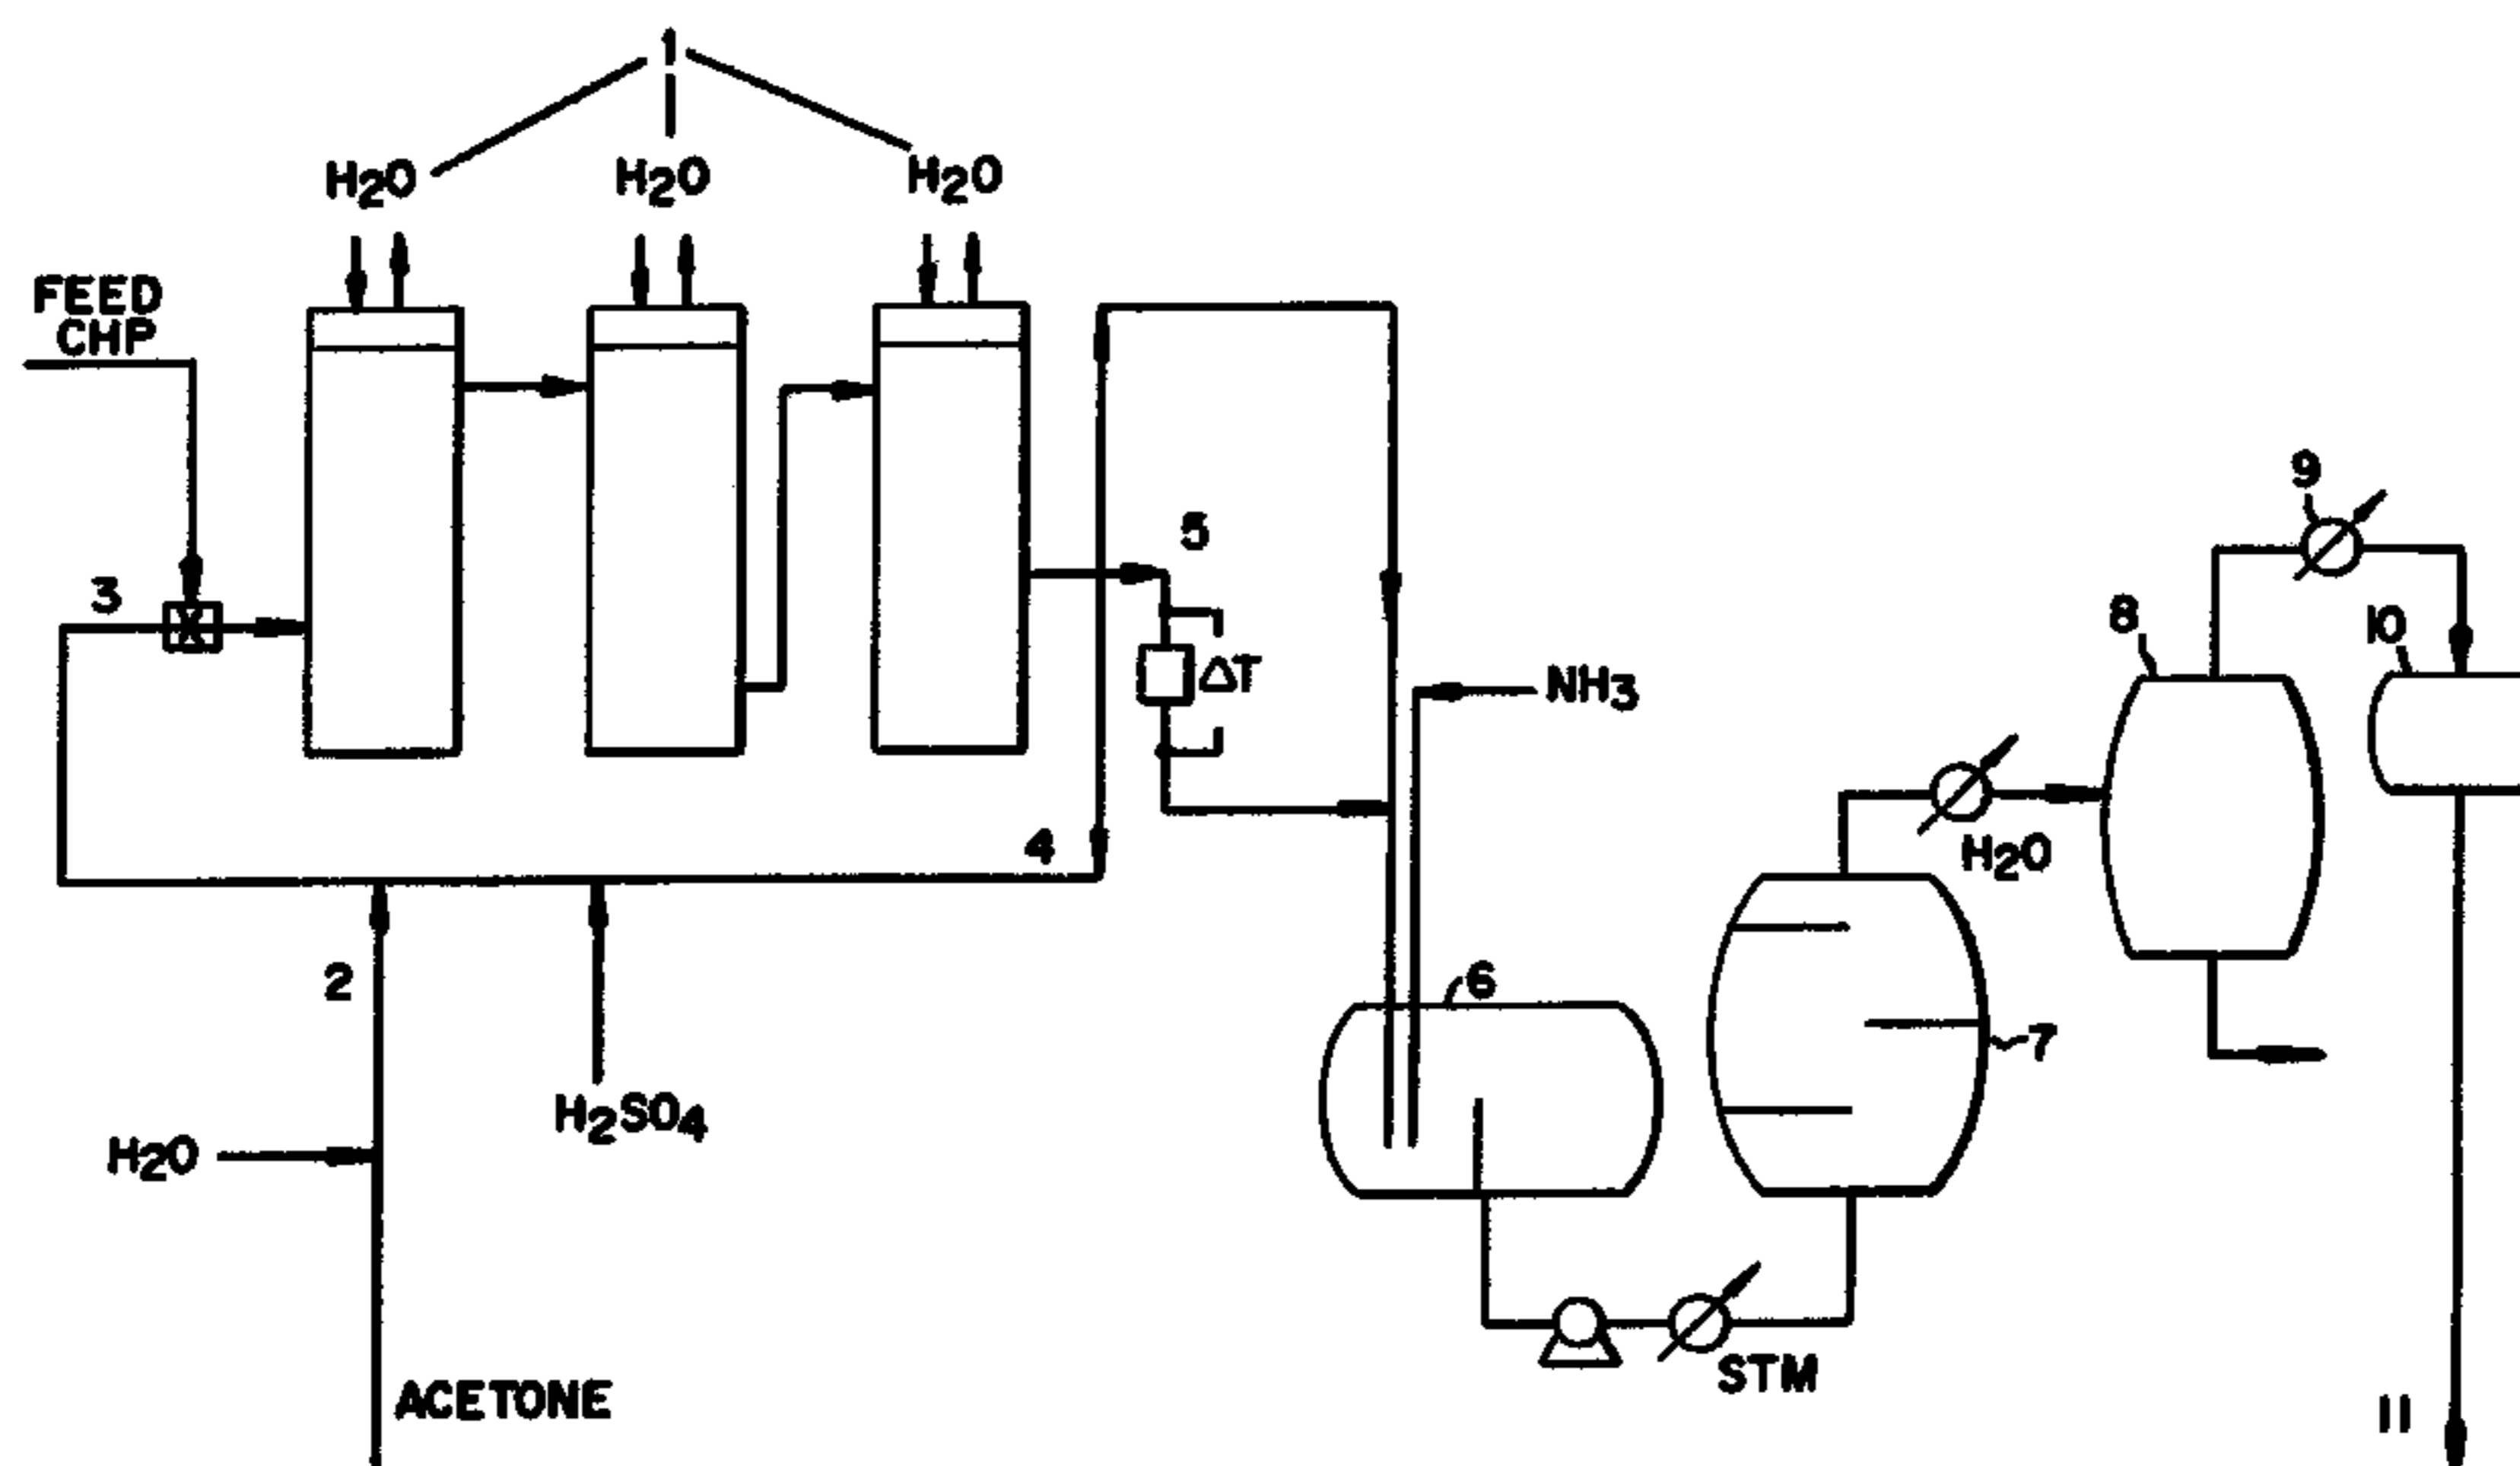 1
H2O H2O H2O
FEED
CHP
9
5
3
8
10
ΔT
NH3
4
H2O
2
6
7
H2SO4
H2O
STM
ACETONE
11